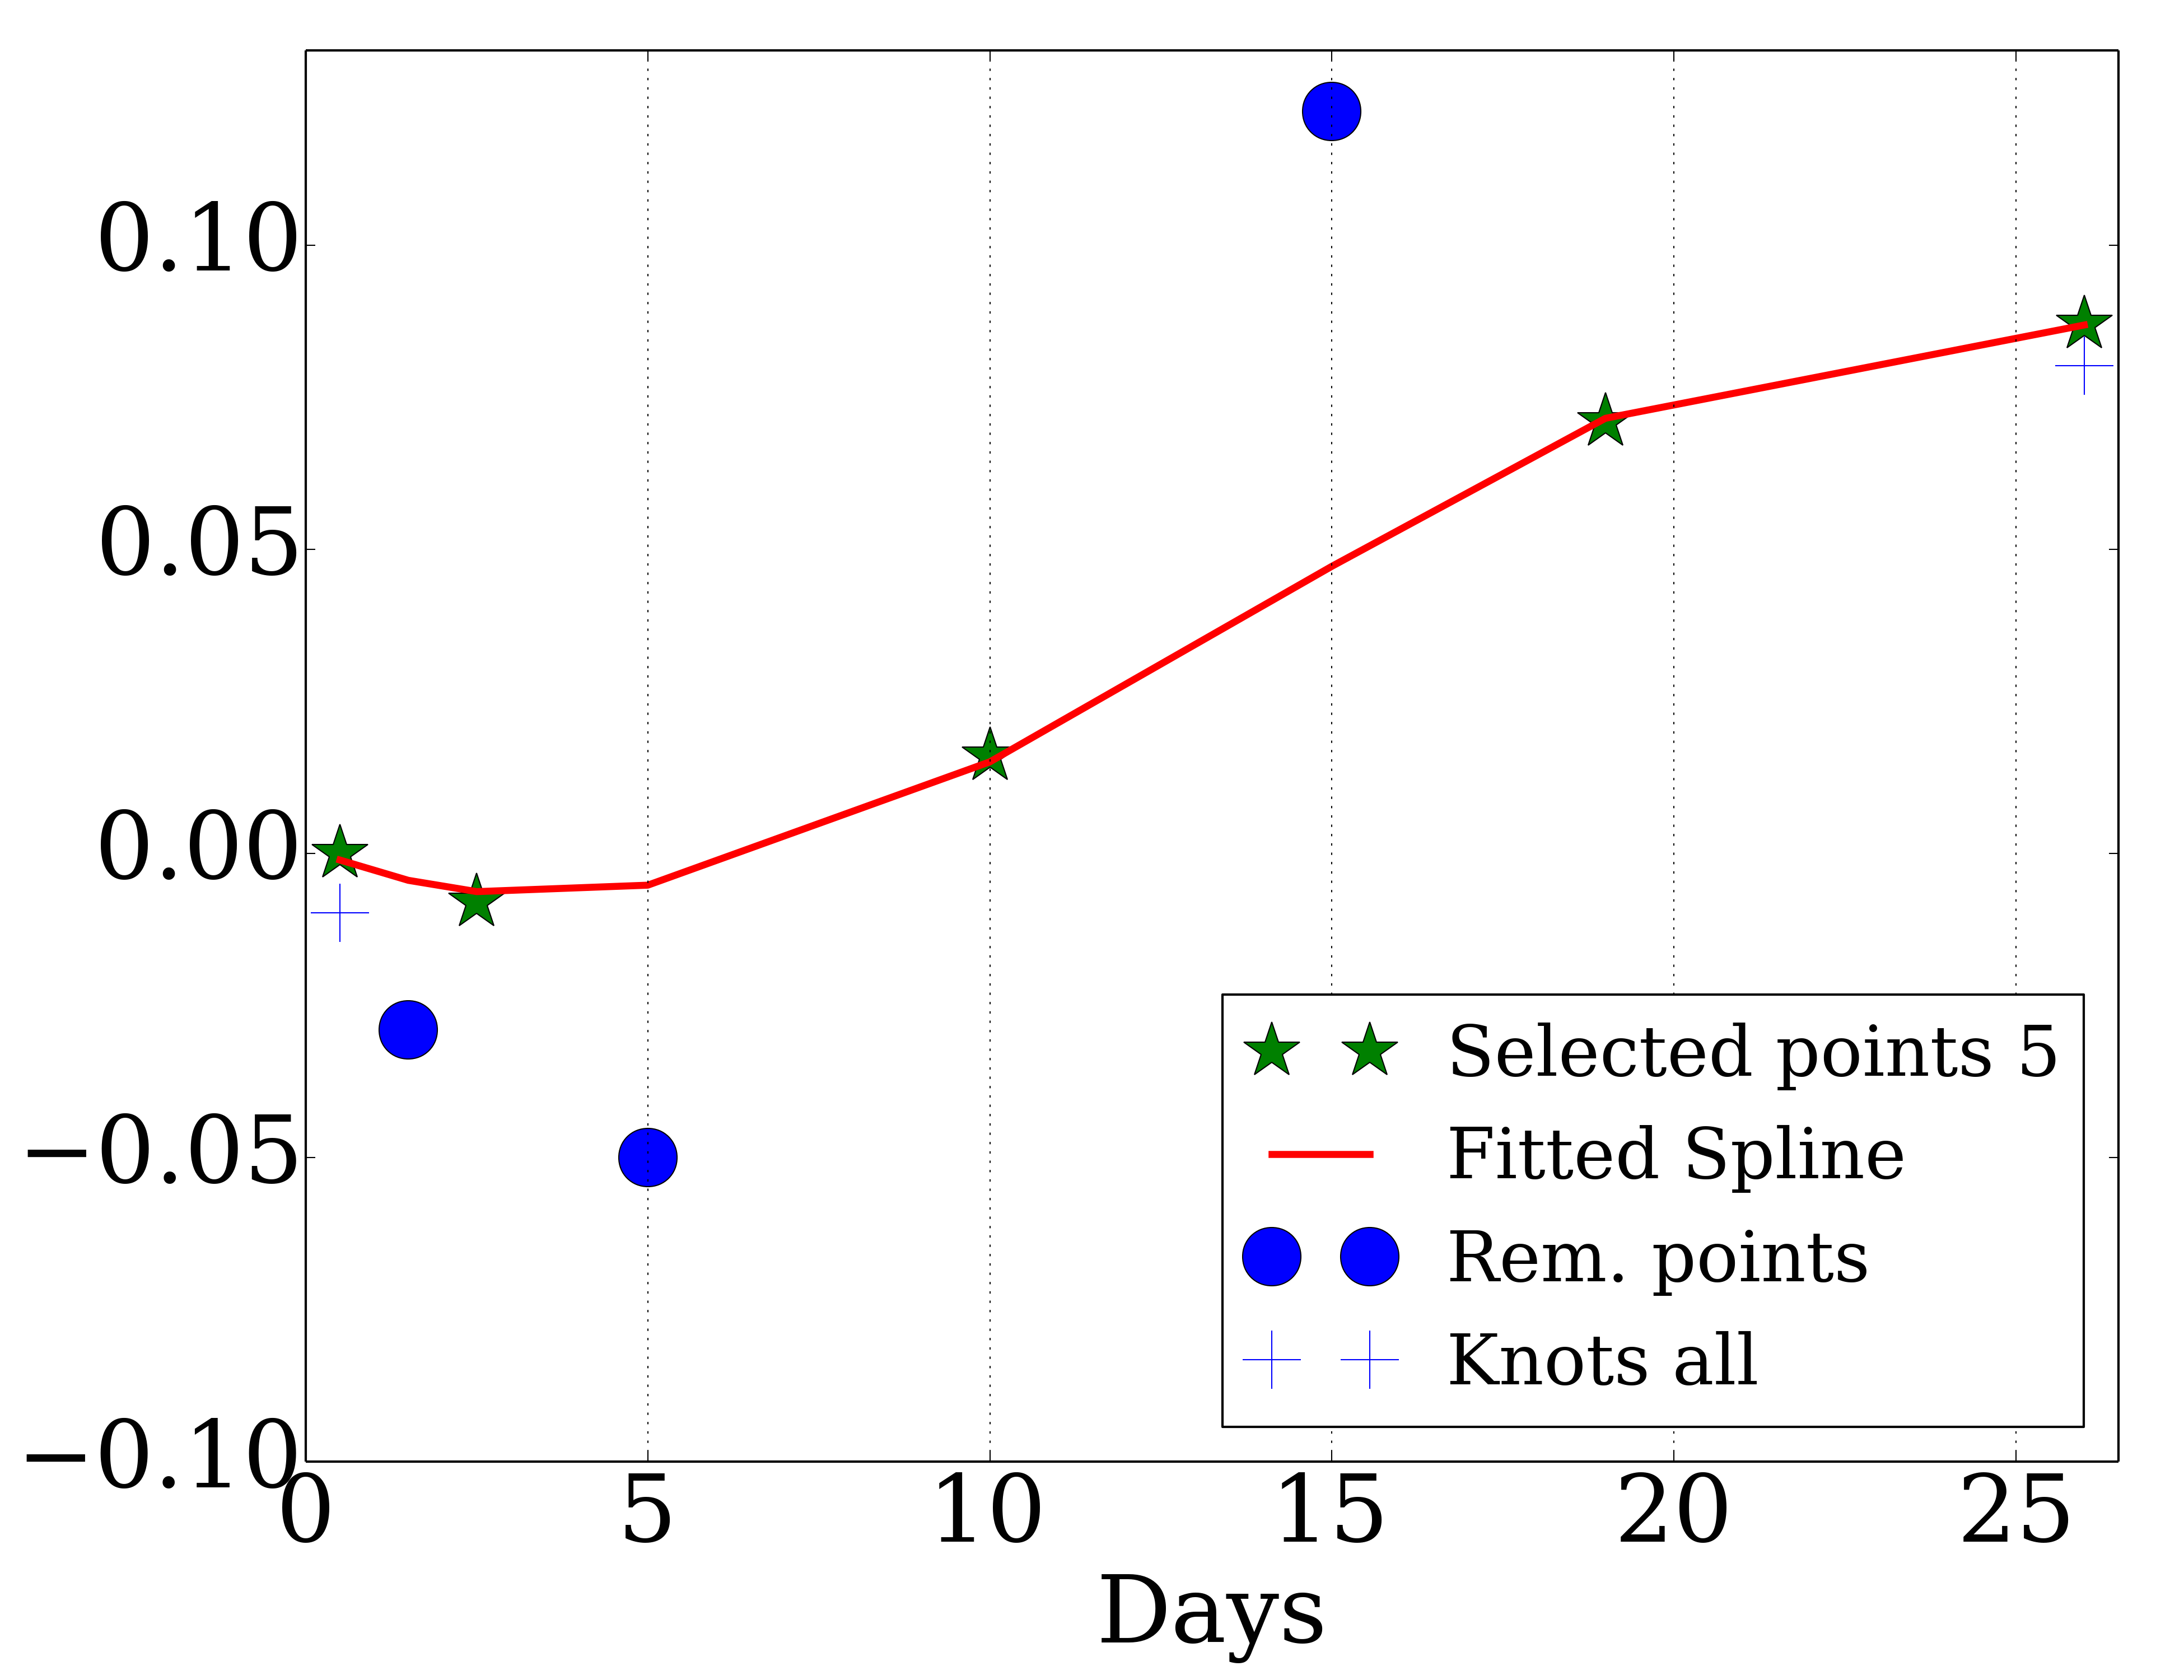 0.10
0.05
0.00
−0.05
−0.10
0 5 10 15 20 25
Days
Selected points 5
Fitted Spline
Rem. points
Knots all